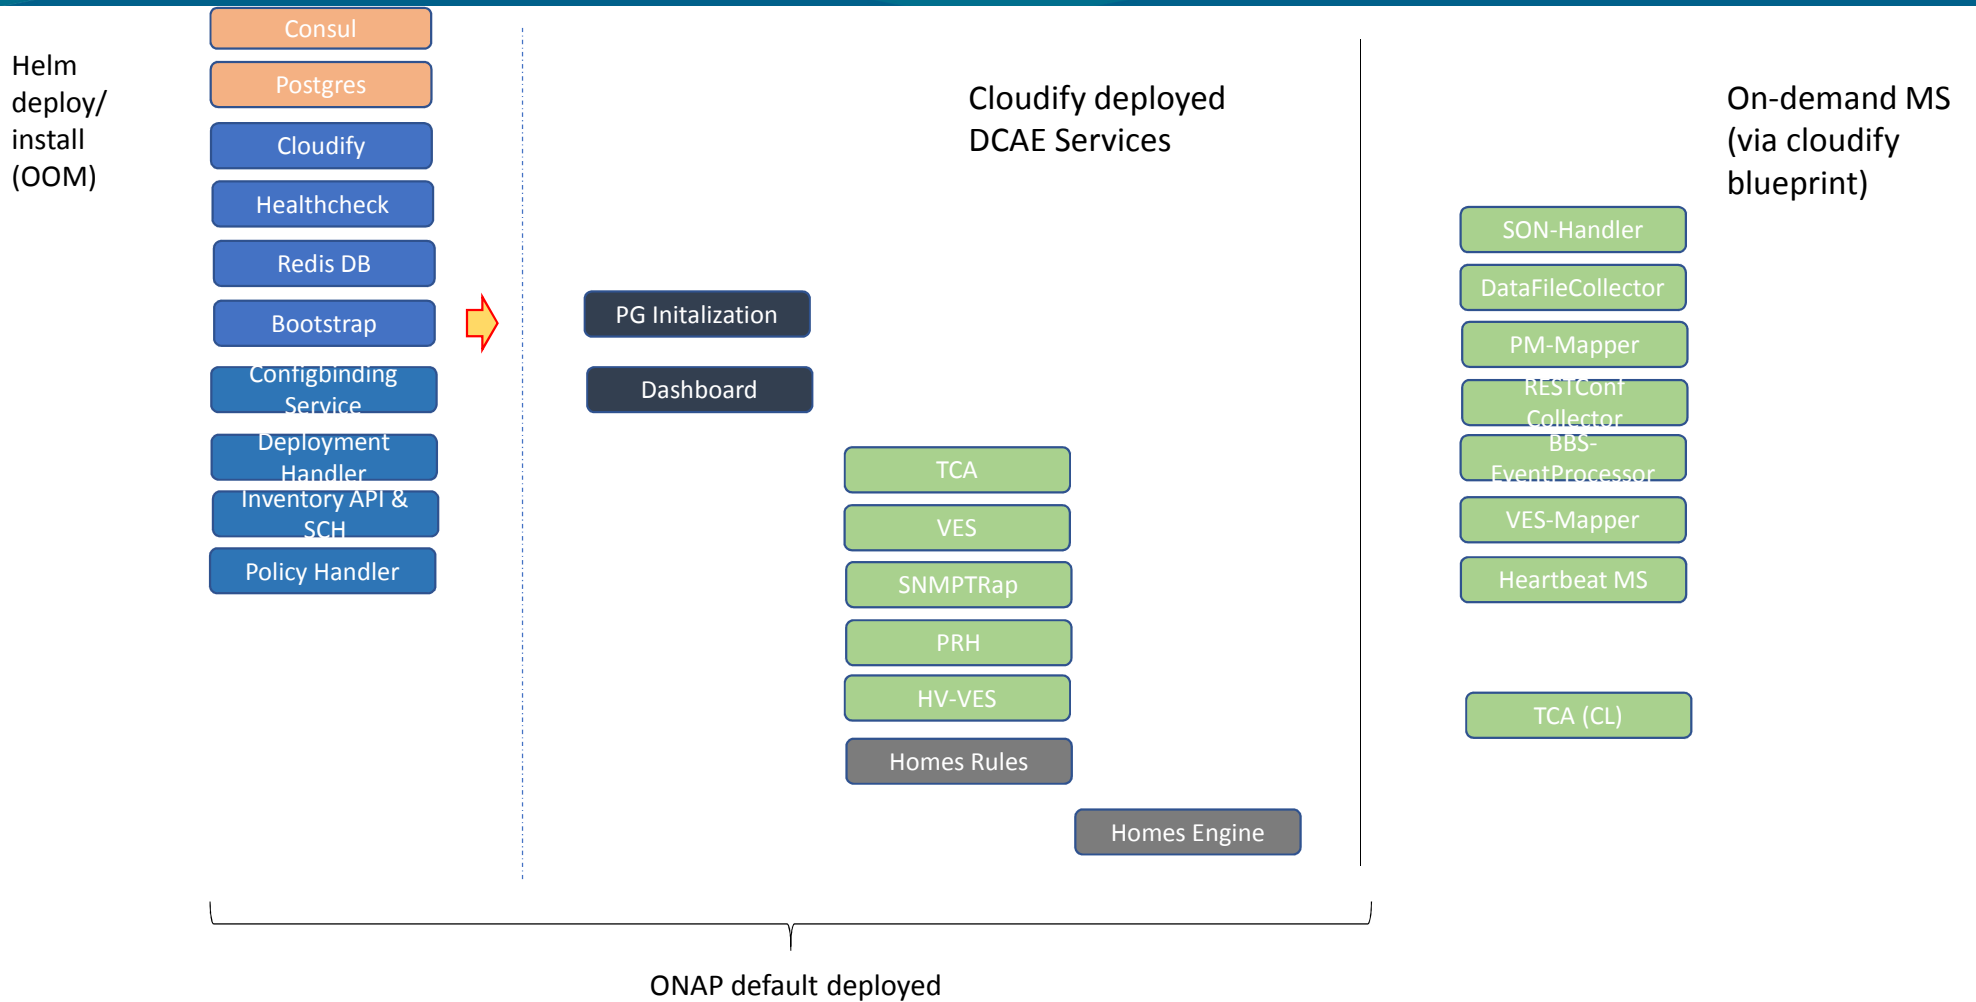 Helm
deploy/
install
(OOM)
Consul
Postgres
Cloudify
Healthcheck
Redis DB
Bootstrap
Configbinding
Service
Deployment
Handler
Inventory API &
SCH
Policy Handler
Cloudify deployed
DCAE Services
PG Initalization
Dashboard
TCA
VES
SNMPTRap
PRH
HV-VES
Homes Rules
Homes Engine
On-demand MS
(via cloudify
blueprint)
SON-Handler
DataFileCollector
PM-Mapper
RESTConf
Collector
BBS-
EventProcessor
VES-Mapper
Heartbeat MS
TCA (CL)
ONAP default deployed